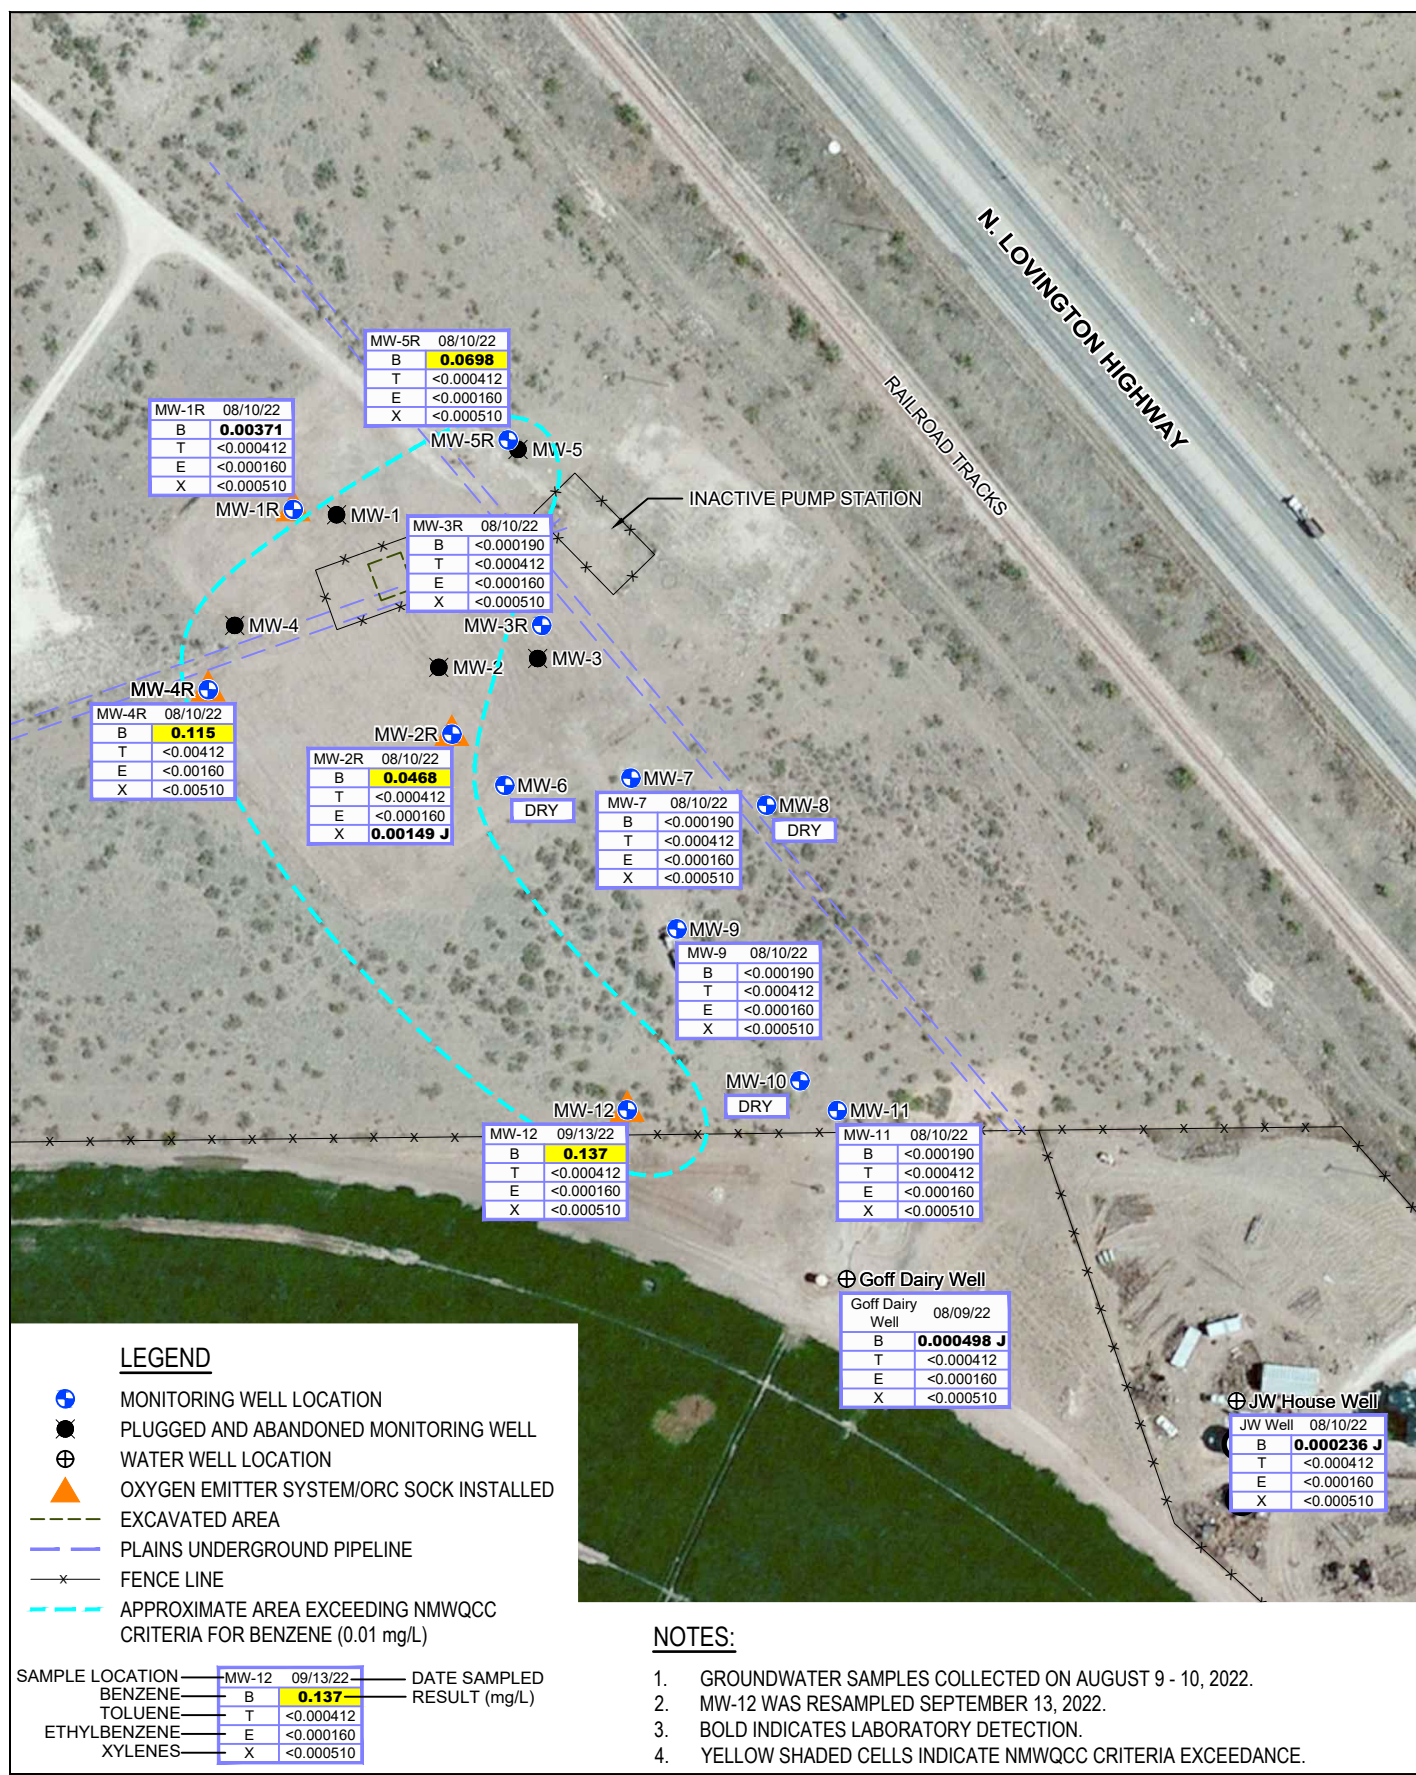 N. LOVINGTON HIGHWAY
RAILROAD TRACKS
MW-5R 08/10/22
B 0.0698
T <0.000412
E <0.000160
X <0.000510
MW-5R
MW-5
MW-1R 08/10/22
B 0.00371
T <0.000412
E <0.000160
X <0.000510
MW-1R
MW-1
INACTIVE PUMP STATION
MW-3R 08/10/22
B <0.000190
T <0.000412
E <0.000160
X <0.000510
MW-3R
MW-4
MW-2
MW-3
MW-4R
MW-4R 08/10/22
B 0.115
T <0.00412
E <0.00160
X <0.00510
MW-2R
MW-2R 08/10/22
B 0.0468
T <0.000412
E <0.000160
X 0.00149 J
MW-6
DRY
MW-7
MW-7 08/10/22
B <0.000190
T <0.000412
E <0.000160
X <0.000510
MW-8
DRY
MW-9
MW-9 08/10/22
B <0.000190
T <0.000412
E <0.000160
X <0.000510
MW-10
DRY
MW-12
MW-12 09/13/22
B 0.137
T <0.000412
E <0.000160
X <0.000510
MW-11
MW-11 08/10/22
B <0.000190
T <0.000412
E <0.000160
X <0.000510
Goff Dairy Well
Goff Dairy
Well 08/09/22
B 0.000498 J
T <0.000412
E <0.000160
X <0.000510
JW House Well
JW Well 08/10/22
B 0.000236 J
T <0.000412
E <0.000160
X <0.000510
LEGEND
MONITORING WELL LOCATION
PLUGGED AND ABANDONED MONITORING WELL
WATER WELL LOCATION
OXYGEN EMITTER SYSTEM/ORC SOCK INSTALLED
EXCAVATED AREA
PLAINS UNDERGROUND PIPELINE
FENCE LINE
APPROXIMATE AREA EXCEEDING NMWQCC
CRITERIA FOR BENZENE (0.01 mg/L)
SAMPLE LOCATION MW-12 09/13/22 DATE SAMPLED
BENZENE B 0.137 RESULT (mg/L)
TOLUENE T <0.000412
ETHYLBENZENE E <0.000160
XYLENES X <0.000510
NOTES:
1. GROUNDWATER SAMPLES COLLECTED ON AUGUST 9 - 10, 2022.
2. MW-12 WAS RESAMPLED SEPTEMBER 13, 2022.
3. BOLD INDICATES LABORATORY DETECTION.
4. YELLOW SHADED CELLS INDICATE NMWQCC CRITERIA EXCEEDANCE.